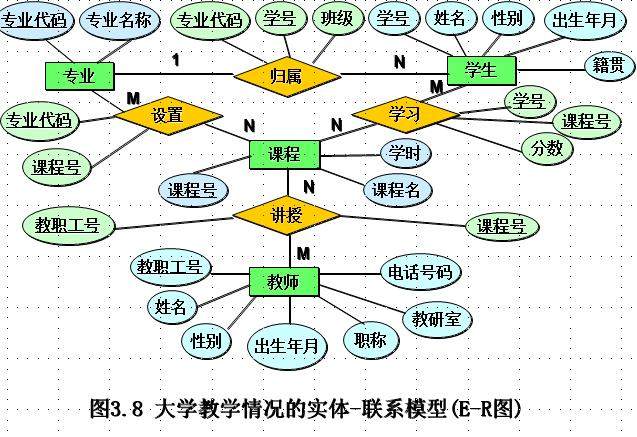 专业代码 专业名称 专业代码 学号 班级 学号 姓名 性别 出生年月
专业 1 归属 N 学生 籍贯
M M
专业代码 设置 学习 学号
N N 课程号
课程号 课程 学时 分数
课程号 N 课程名
教职工号 讲授 课程号
M
教职工号 教师 电话号码
姓名 教研室
性别 出生年月 职称
图3.8 大学教学情况的实体-联系模型(E-R图)